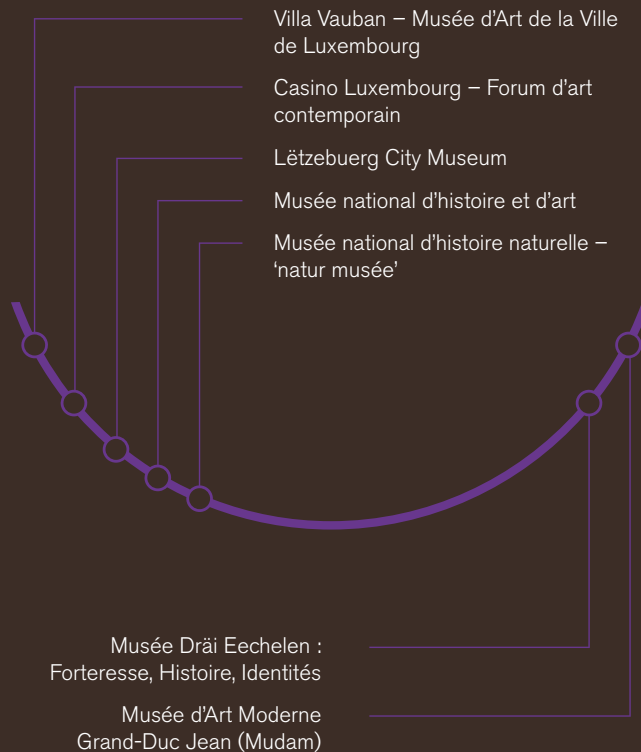 Villa Vauban – Musée d'Art de la Ville
de Luxembourg
Casino Luxembourg – Forum d'art
contemporain
Lëtzebuerg City Museum
Musée national d'histoire et d'art
Musée national d'histoire naturelle –
'natur musée'
Musée Dräi Eechelen :
Forteresse, Histoire, Identités
Musée d'Art Moderne
Grand-Duc Jean (Mudam)